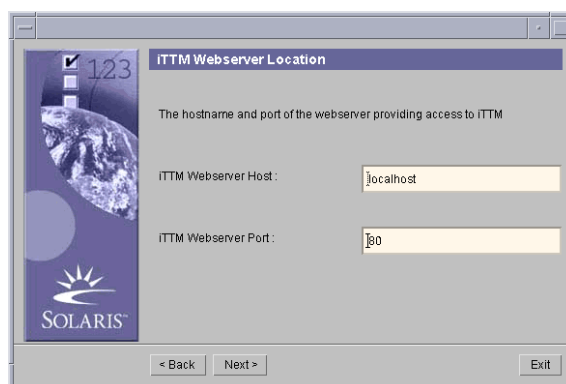 123
iTTM Webserver Location
The hostname and port of the webserver providing access to iTTM
iTTM Webserver Host :
localhost
iTTM Webserver Port :
80
SOLARIS™
< Back
Next >
Exit